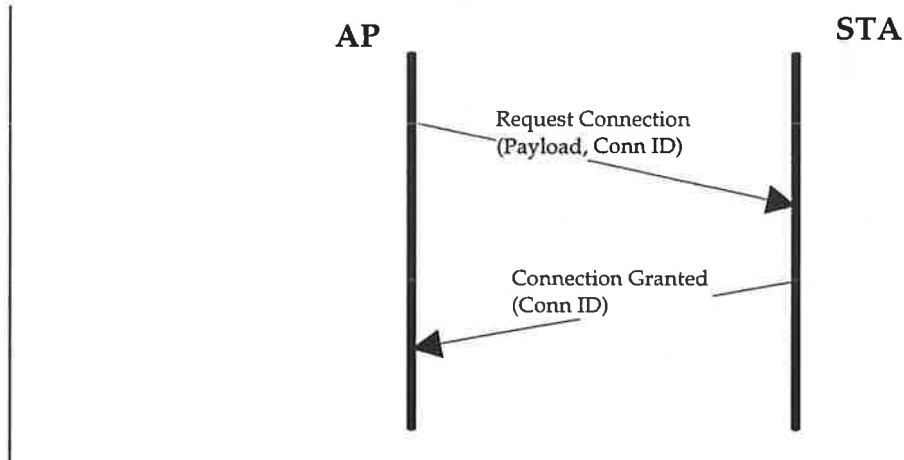 AP
STA
Request Connection
(Payload, Conn ID)
Connection Granted
(Conn ID)